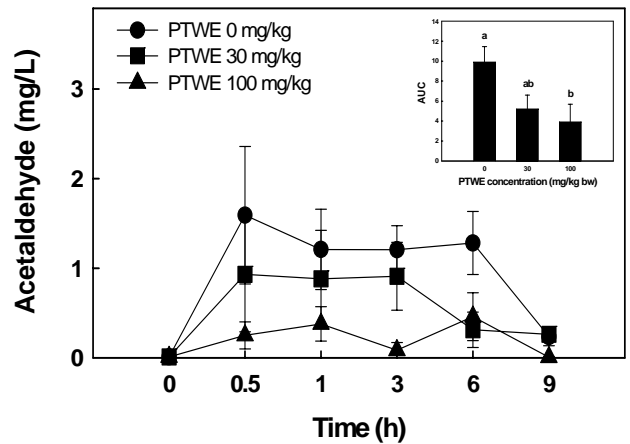 PTWE 0 mg/kg
PTWE 30 mg/kg
PTWE 100 mg/kg
Acetaldehyde (mg/L)
3
2
1
0
0 0.5 1 3 6 9
Time (h)
AUC
14
12
10
8
6
4
2
0
a
ab
b
0 30 100
PTWE concentration (mg/kg bw)